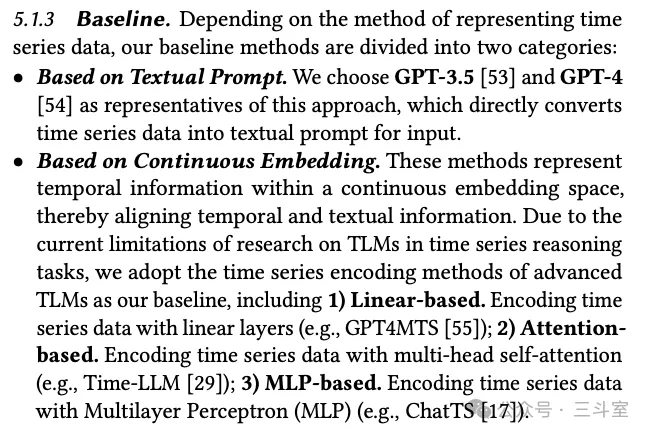 5.1.3 Baseline. Depending on the method of representing time
series data, our baseline methods are divided into two categories:
• Based on Textual Prompt. We choose GPT-3.5 [53] and GPT-4
[54] as representatives of this approach, which directly converts
time series data into textual prompt for input.
• Based on Continuous Embedding. These methods represent
temporal information within a continuous embedding space,
thereby aligning temporal and textual information. Due to the
current limitations of research on TLMs in time series reasoning
tasks, we adopt the time series encoding methods of advanced
TLMs as our baseline, including 1) Linear-based. Encoding time
series data with linear layers (e.g., GPT4MTS [55]); 2) Attention-
based. Encoding time series data with multi-head self-attention
(e.g., Time-LLM [29]); 3) MLP-based. Encoding time series data
with Multilayer Perceptron (MLP) (e.g., ChatTS [17]).
公众号 · 三斗室